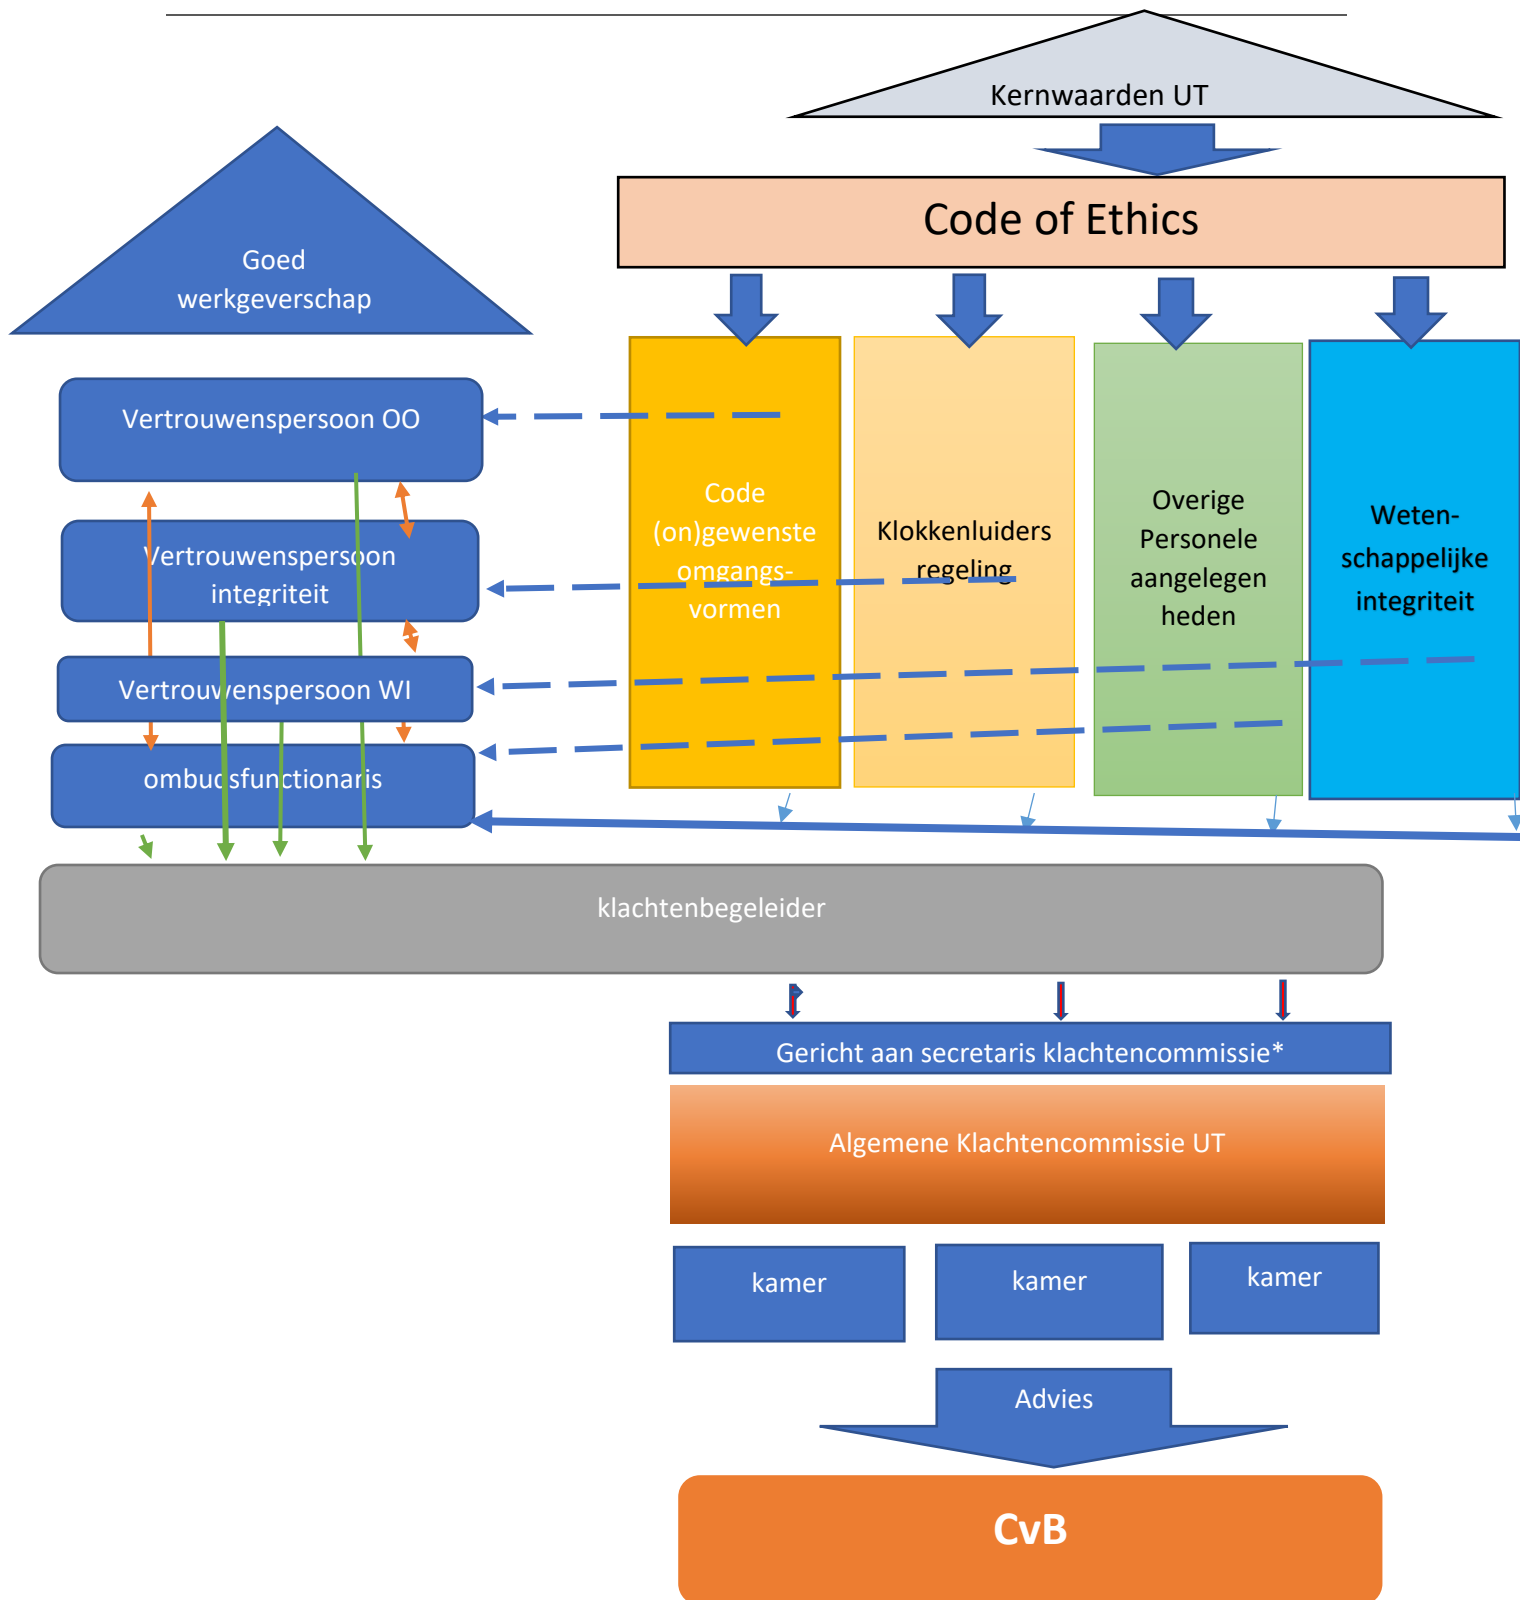 Kernwaarden UT
Code of Ethics
Goed
werkgeverschap
Vertrouwenspersoon OO
Vertrouwenspersoon
integriteit
Vertrouwenspersoon WI
ombudsfunctionaris
Code
(on)gewenste
omgangs-
vormen
Klokkenluiders
regeling
Overige
Personele
aangelegen
heden
Weten-
schappelijke
integriteit
klachtenbegeleider
Gericht aan secretaris klachtencommissie*
Algemene Klachtencommissie UT
kamer
kamer
kamer
Advies
CvB